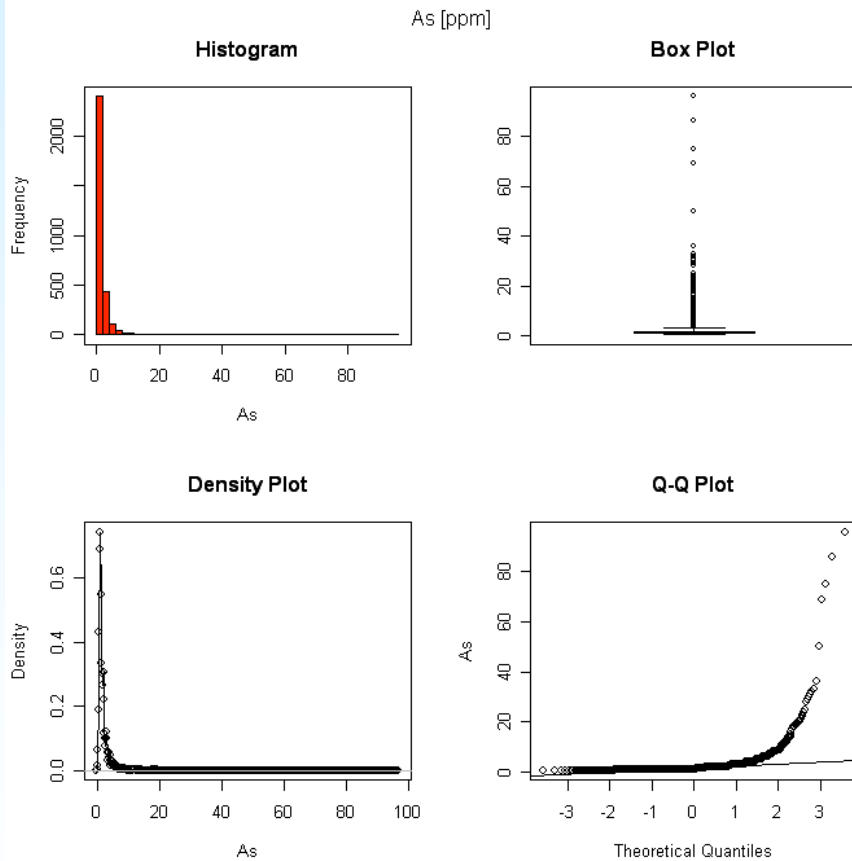 As [ppm]
Histogram
Frequency
0 500 1000 2000
0 20 40 60 80
As
Box Plot
0 20 40 60 80
Density Plot
Density
0.0 0.2 0.4 0.6
0 20 40 60 80 100
As
Q-Q Plot
As
0 20 40 60 80
-3 -2 -1 0 1 2 3
Theoretical Quantiles